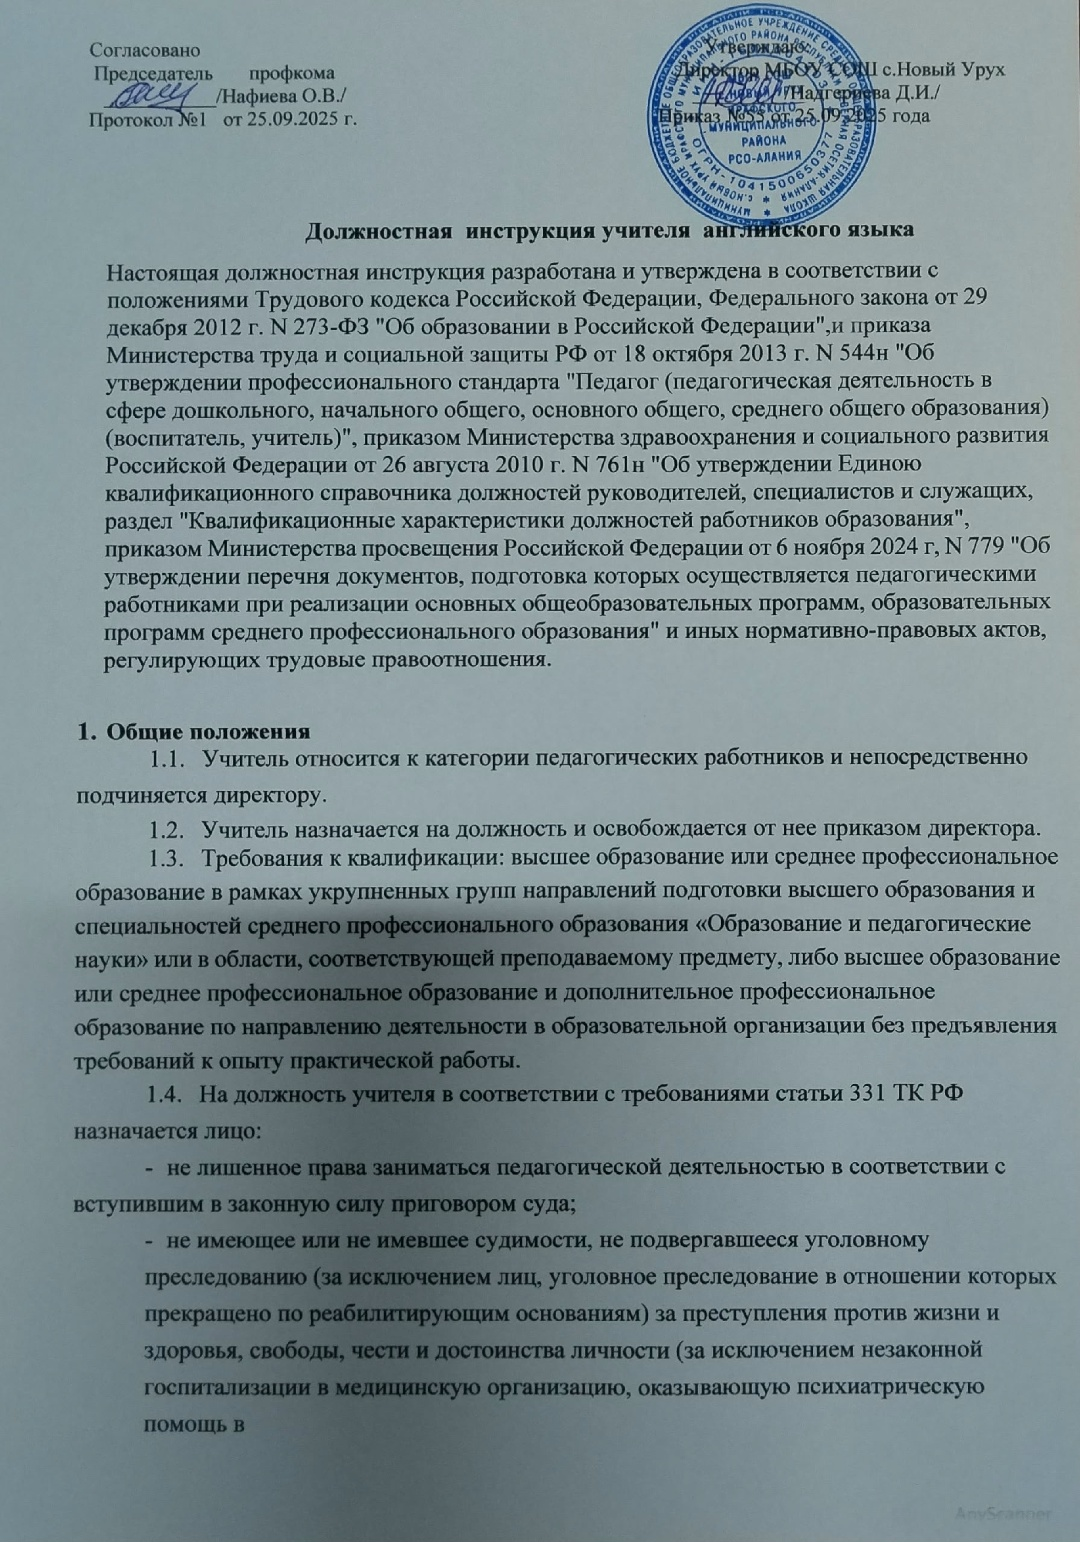 Согласовано
Председатель профкома
/Нафиева О.В./
Протокол №1 от 25.09.2025 г.
Утверждаю
Директор МБОУ СОШ с.Новый Урух
/Надгериева Д.И./
Приказ №55 от 25.09.2025 года
МУНИЦИПАЛЬНОГО
РАЙОНА
РСО-АЛАНИЯ
ОГРН-1041500650377
Должностная инструкция учителя английского языка
Настоящая должностная инструкция разработана и утверждена в соответствии с
положениями Трудового кодекса Российской Федерации, Федерального закона от 29
декабря 2012 г. N 273-ФЗ "Об образовании в Российской Федерации",и приказа
Министерства труда и социальной защиты РФ от 18 октября 2013 г. N 544н "Об
утверждении профессионального стандарта "Педагог (педагогическая деятельность в
сфере дошкольного, начального общего, основного общего, среднего общего образования)
(воспитатель, учитель)", приказом Министерства здравоохранения и социального развития
Российской Федерации от 26 августа 2010 г. N 761н "Об утверждении Единою
квалификационного справочника должностей руководителей, специалистов и служащих,
раздел "Квалификационные характеристики должностей работников образования",
приказом Министерства просвещения Российской Федерации от 6 ноября 2024 г, N 779 "Об
утверждении перечня документов, подготовка которых осуществляется педагогическими
работниками при реализации основных общеобразовательных программ, образовательных
программ среднего профессионального образования" и иных нормативно-правовых актов,
регулирующих трудовые правоотношения.
1. Общие положения
1.1. Учитель относится к категории педагогических работников и непосредственно
подчиняется директору.
1.2. Учитель назначается на должность и освобождается от нее приказом директора.
1.3. Требования к квалификации: высшее образование или среднее профессиональное
образование в рамках укрупненных групп направлений подготовки высшего образования и
специальностей среднего профессионального образования «Образование и педагогические
науки» или в области, соответствующей преподаваемому предмету, либо высшее образование
или среднее профессиональное образование и дополнительное профессиональное
образование по направлению деятельности в образовательной организации без предъявления
требований к опыту практической работы.
1.4. На должность учителя в соответствии с требованиями статьи 331 ТК РФ
назначается лицо:
- не лишенное права заниматься педагогической деятельностью в соответствии с
вступившим в законную силу приговором суда;
- не имеющее или не имевшее судимости, не подвергавшееся уголовному
преследованию (за исключением лиц, уголовное преследование в отношении которых
прекращено по реабилитирующим основаниям) за преступления против жизни и
здоровья, свободы, чести и достоинства личности (за исключением незаконной
госпитализации в медицинскую организацию, оказывающую психиатрическую
помощь в
AnyScanner